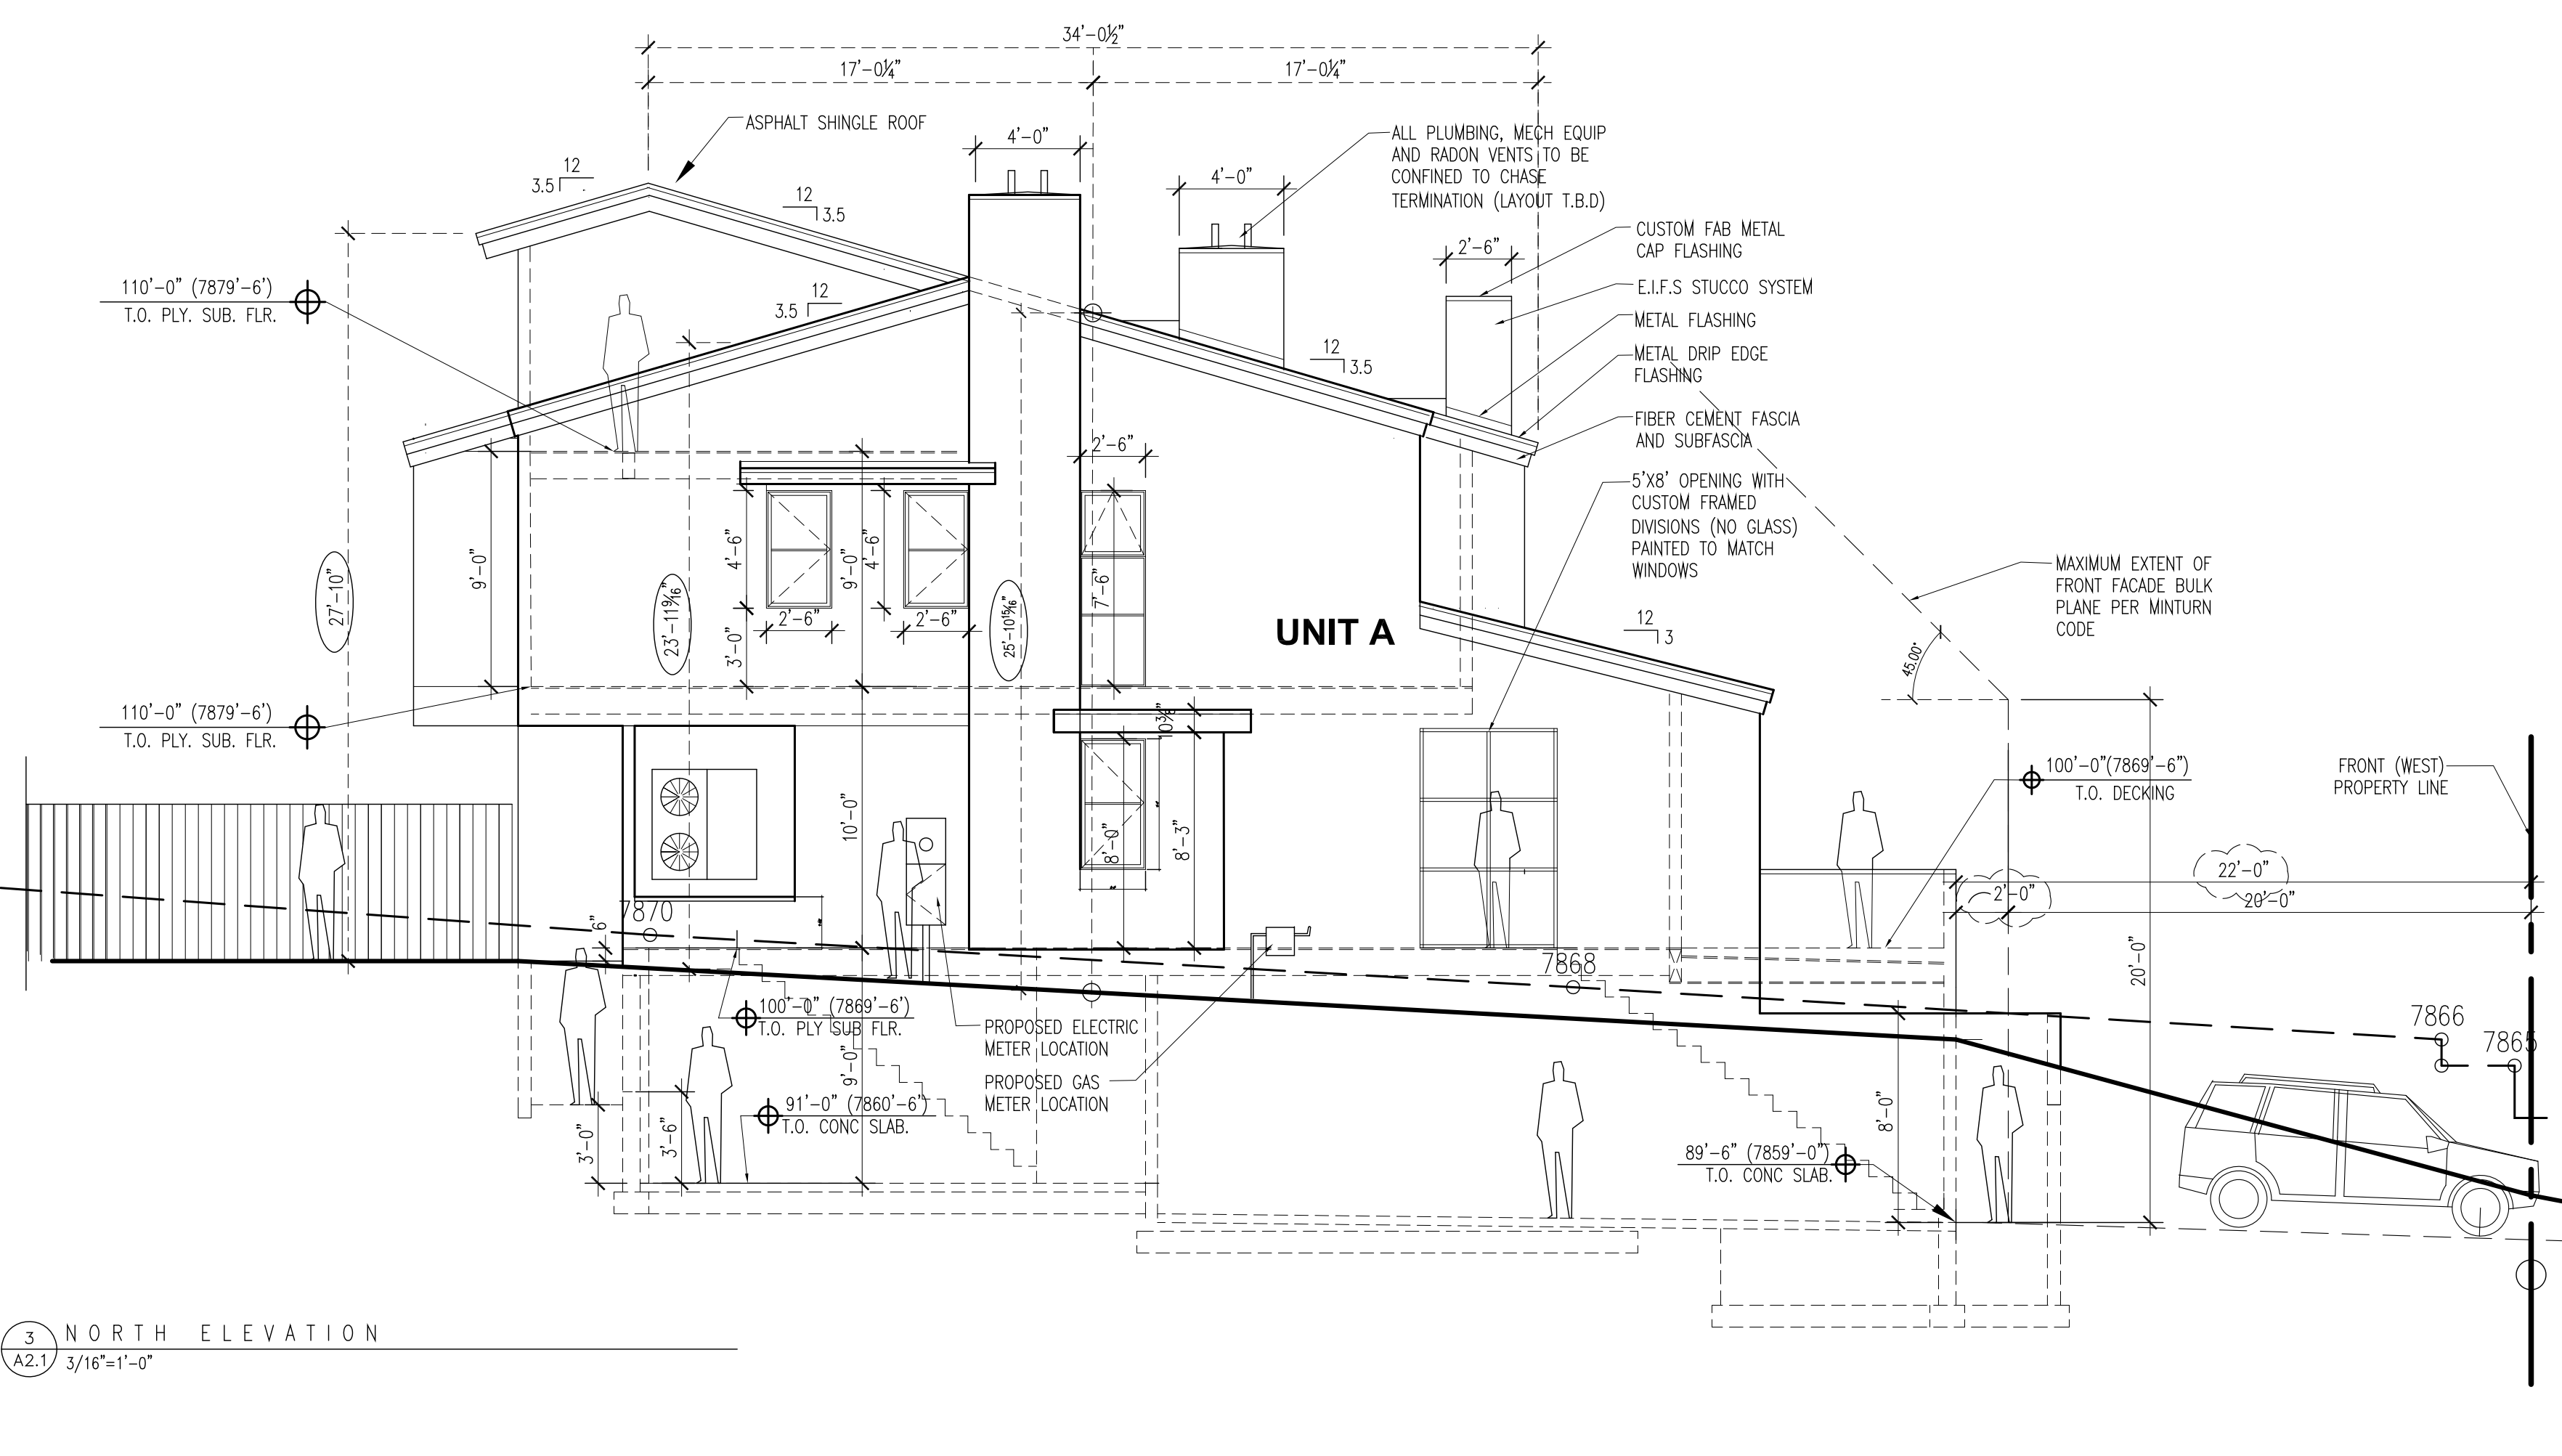 34'-0½"
17'-0¼"
17'-0¼"
ASPHALT SHINGLE ROOF
4'-0"
ALL PLUMBING, MECH EQUIP
AND RADON VENTS TO BE
CONFINED TO CHASE
TERMINATION (LAYOUT T.B.D)
12
3.5
12
3.5
4'-0"
CUSTOM FAB METAL
CAP FLASHING
2'-6"
110'-0" (7879'-6')
T.O. PLY. SUB. FLR.
12
3.5
E.I.F.S STUCCO SYSTEM
METAL FLASHING
12
3.5
METAL DRIP EDGE
FLASHING
FIBER CEMENT FASCIA
AND SUBFASCIA
2'-6"
5'X8' OPENING WITH
CUSTOM FRAMED
DIVISIONS (NO GLASS)
PAINTED TO MATCH
WINDOWS
MAXIMUM EXTENT OF
FRONT FACADE BULK
PLANE PER MINTURN
CODE
27'-10"
9'-0"
23'-11 9/16"
4'-6"
3'-0"
2'-6"
9'-0"
4'-6"
2'-6"
25'-10 15/16"
7'-6"
UNIT A
12
3
45.00°
110'-0" (7879'-6')
T.O. PLY. SUB. FLR.
10 3/8"
100'-0"(7869'-6")
T.O. DECKING
FRONT (WEST)
PROPERTY LINE
10'-0"
8'-0"
8'-3"
22'-0"
2'-0"
20'-0"
7870
6"
7868
20'-0"
100'-0" (7869'-6')
T.O. PLY SUB FLR.
PROPOSED ELECTRIC
METER LOCATION
PROPOSED GAS
METER LOCATION
7866
7865
9'-0"
91'-0" (7860'-6')
T.O. CONC SLAB.
3'-0"
3'-6"
8'-0"
89'-6" (7859'-0")
T.O. CONC SLAB.
3
A2.1
NORTH ELEVATION
3/16"=1'-0"